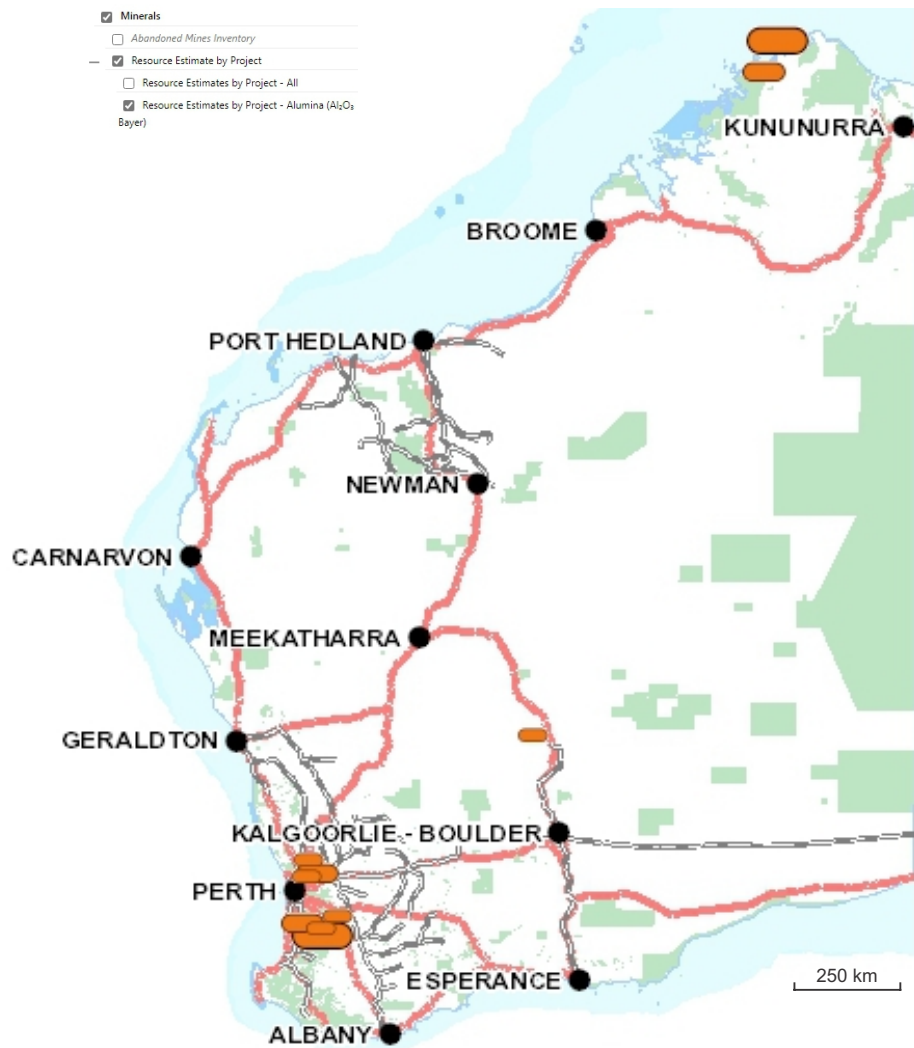 Minerals
Abandoned Mines Inventory
Resource Estimate by Project
Resource Estimates by Project - All
Resource Estimates by Project - Alumina (Al₂O₃
Bayer)
KUNUNURRA
BROOME
PORT HEDLAND
NEWMAN
CARNARVON
MEEKATHARRA
GERALDTON
KALGOORLIE - BOULDER
PERTH
250 km
ESPERANCE
ALBANY